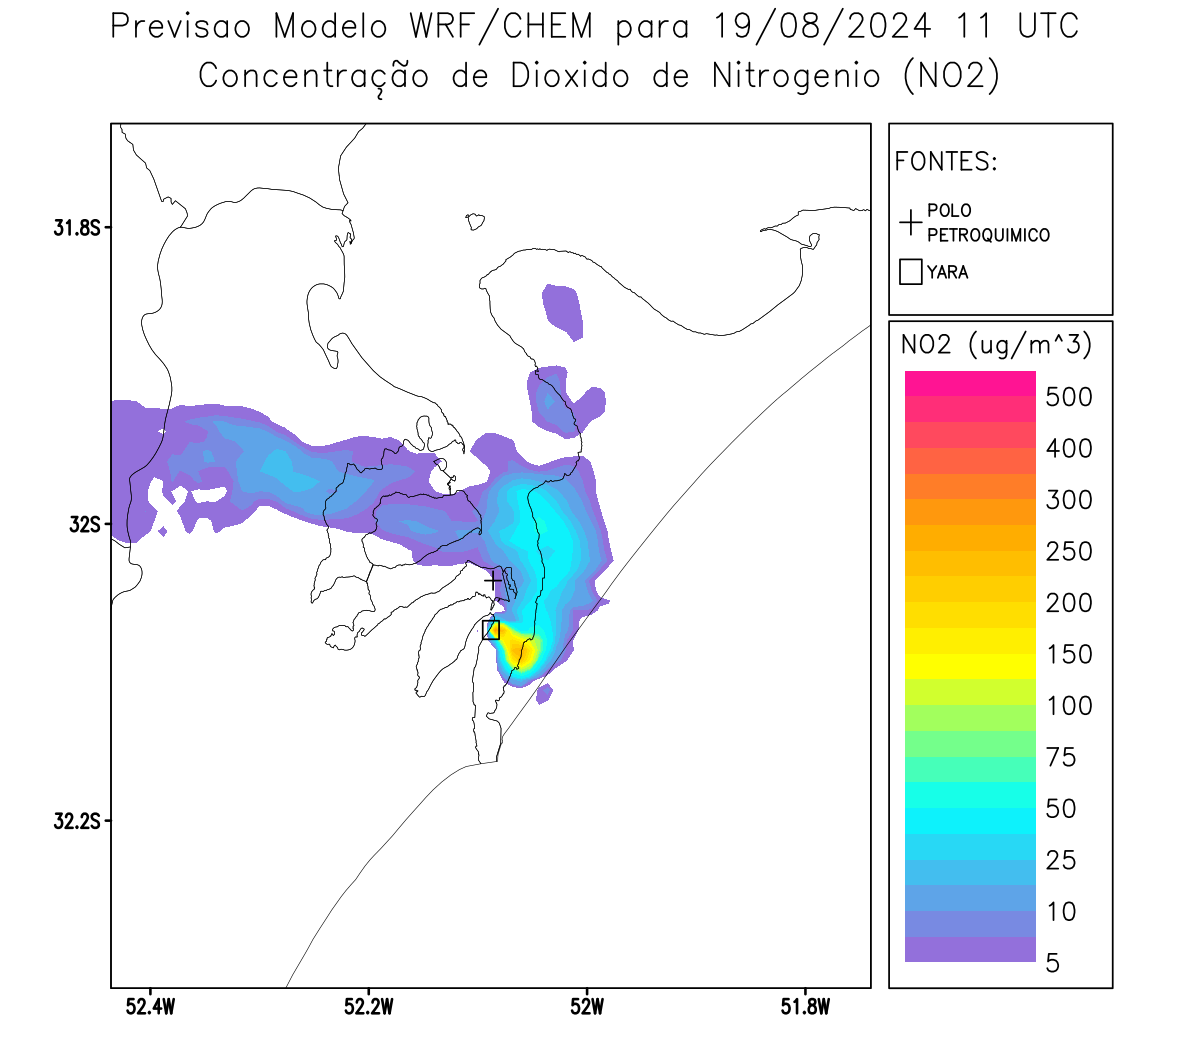 Previsao Modelo WRF/CHEM para 19/08/2024 11 UTC
Concentração de Dioxido de Nitrogenio (NO2)
FONTES:
POLO
PETROQUIMICO
YARA
31.8S
32S
32.2S
52.4W
52.2W
52W
51.8W
NO2 (ug/m^3)
500
400
300
250
200
150
100
75
50
25
10
5